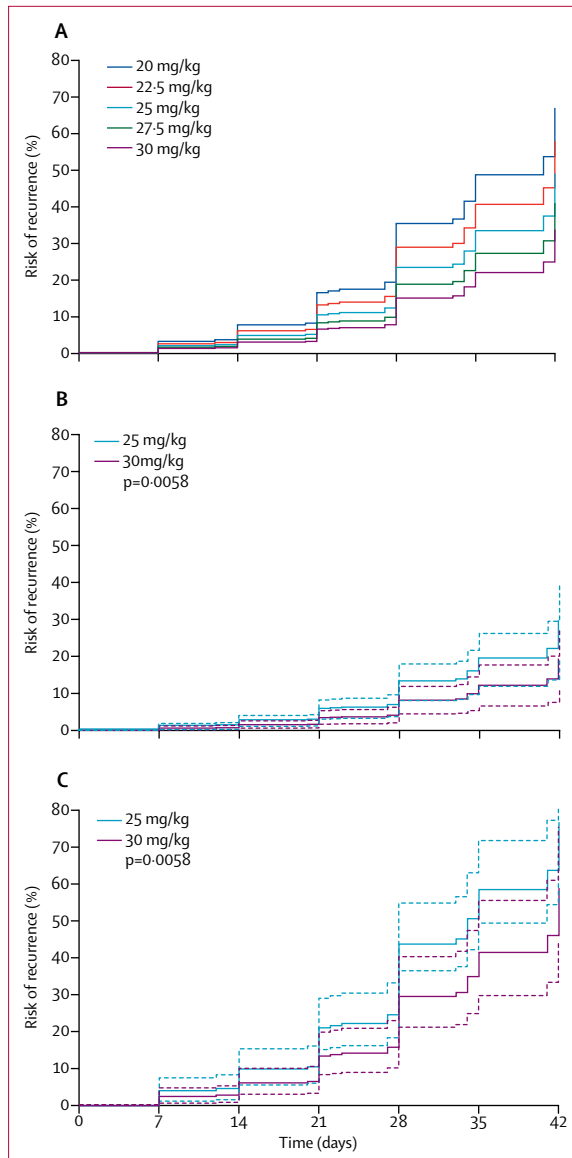 A
20 mg/kg
22·5 mg/kg
25 mg/kg
27·5 mg/kg
30 mg/kg
Risk of recurrence (%)
80
70
60
50
40
30
20
10
0
B
25 mg/kg
30mg/kg
p=0·0058
Risk of recurrence (%)
80
70
60
50
40
30
20
10
0
C
25 mg/kg
30 mg/kg
p=0·0058
Risk of recurrence (%)
80
70
60
50
40
30
20
10
0
0 7 14 21 28 35 42
Time (days)